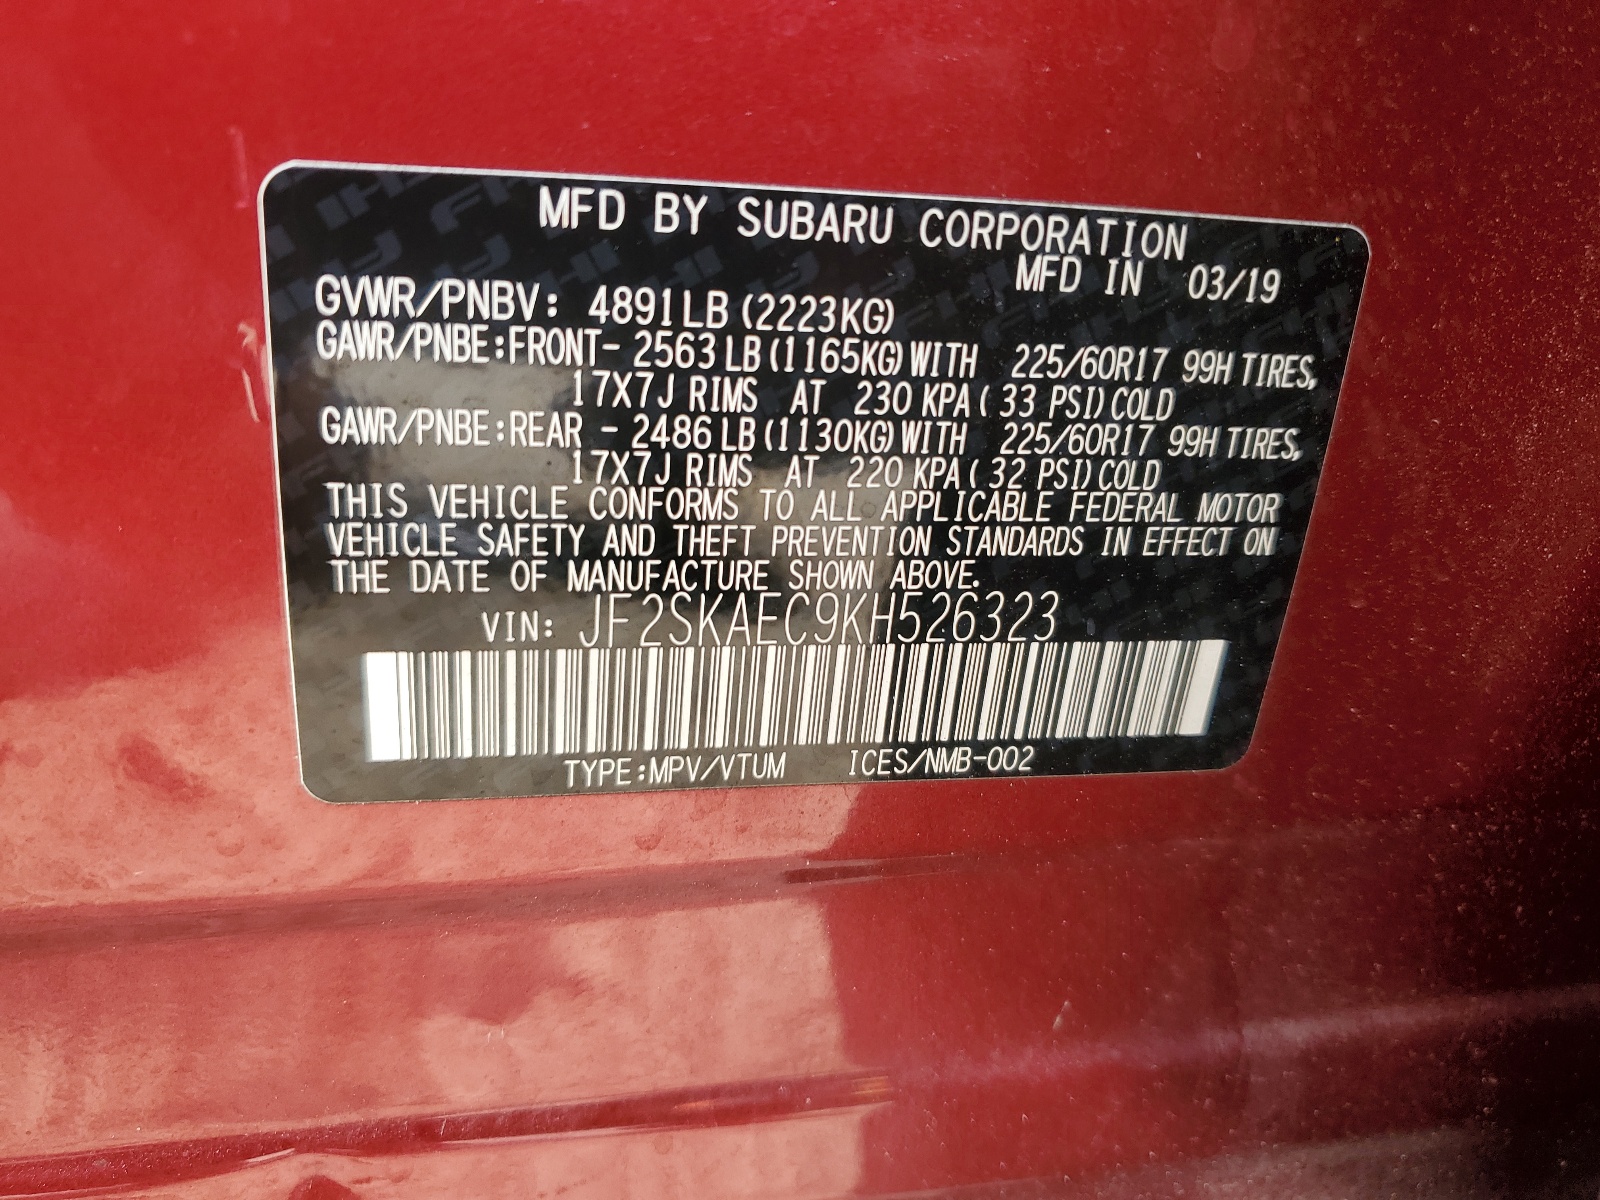 MFD BY SUBARU CORPORATION
MFD IN 03/19
GVWR/PNBV: 4891LB (2223KG)
GAWR/PNBE:FRONT- 2563 LB (1165KG) WITH 225/60R17 99H TIRES,
17X7J RIMS AT 230 KPA ( 33 PSI) COLD
GAWR/PNBE:REAR - 2486 LB (1130KG) WITH 225/60R17 99H TIRES,
17X7J RIMS AT 220 KPA ( 32 PSI) COLD
THIS VEHICLE CONFORMS TO ALL APPLICABLE FEDERAL MOTOR
VEHICLE SAFETY AND THEFT PREVENTION STANDARDS IN EFFECT ON
THE DATE OF MANUFACTURE SHOWN ABOVE.
VIN: JF2SKAEC9KH526323
TYPE:MPV/VTUM ICES/NMB-002